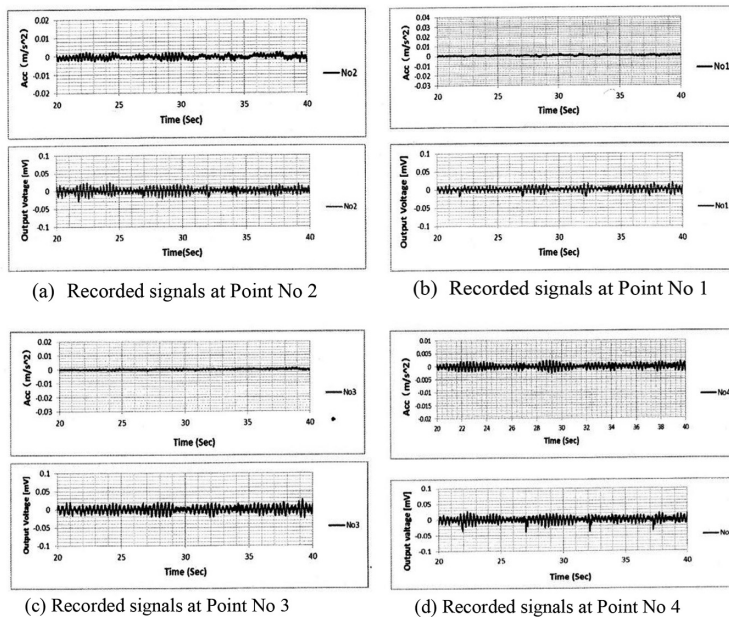 0.02
0.01
0
-0.01
-0.02
Acc (m/s^2)
20 25 30 35 40
Time (Sec)
No2
0.1
0.05
0
-0.05
-0.1
Output Voltage [mV]
20 25 30 35 40
Time(Sec)
No2
(a) Recorded signals at Point No 2
0.04
0.03
0.02
0.01
0
-0.01
-0.02
-0.03
Acc (m/s^2)
20 25 30 35 40
Time (Sec)
No1
0.1
0.05
0
-0.05
-0.1
Output Voltage [mV]
20 25 30 35 40
Time (Sec)
No1
(b) Recorded signals at Point No 1
0.02
0.01
0
-0.01
-0.02
-0.03
Acc (m/s^2)
20 25 30 35 40
Time (Sec)
No3
0.1
0.05
0
-0.05
-0.1
Output Voltage [mV]
20 25 30 35 40
Time (Sec)
No3
(c) Recorded signals at Point No 3
0.01
0.005
0
-0.005
-0.01
-0.015
-0.02
Acc (m/s^2)
20 22 24 26 28 30 32 34 36 38 40
Time (Sec)
No4
0.1
0.05
0
-0.05
-0.1
Output voltage [mV]
20 25 30 35 40
Time (Sec)
(d) Recorded signals at Point No 4